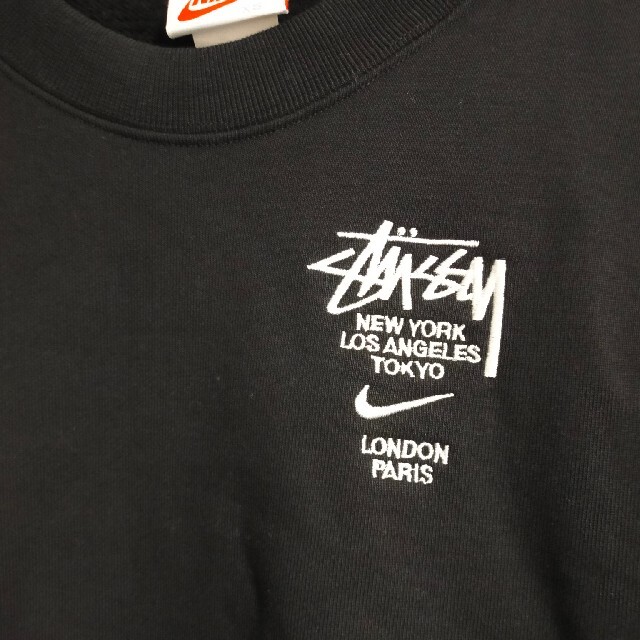 STÜSSY
NEW YORK
LOS ANGELES
TOKYO
LONDON
PARIS